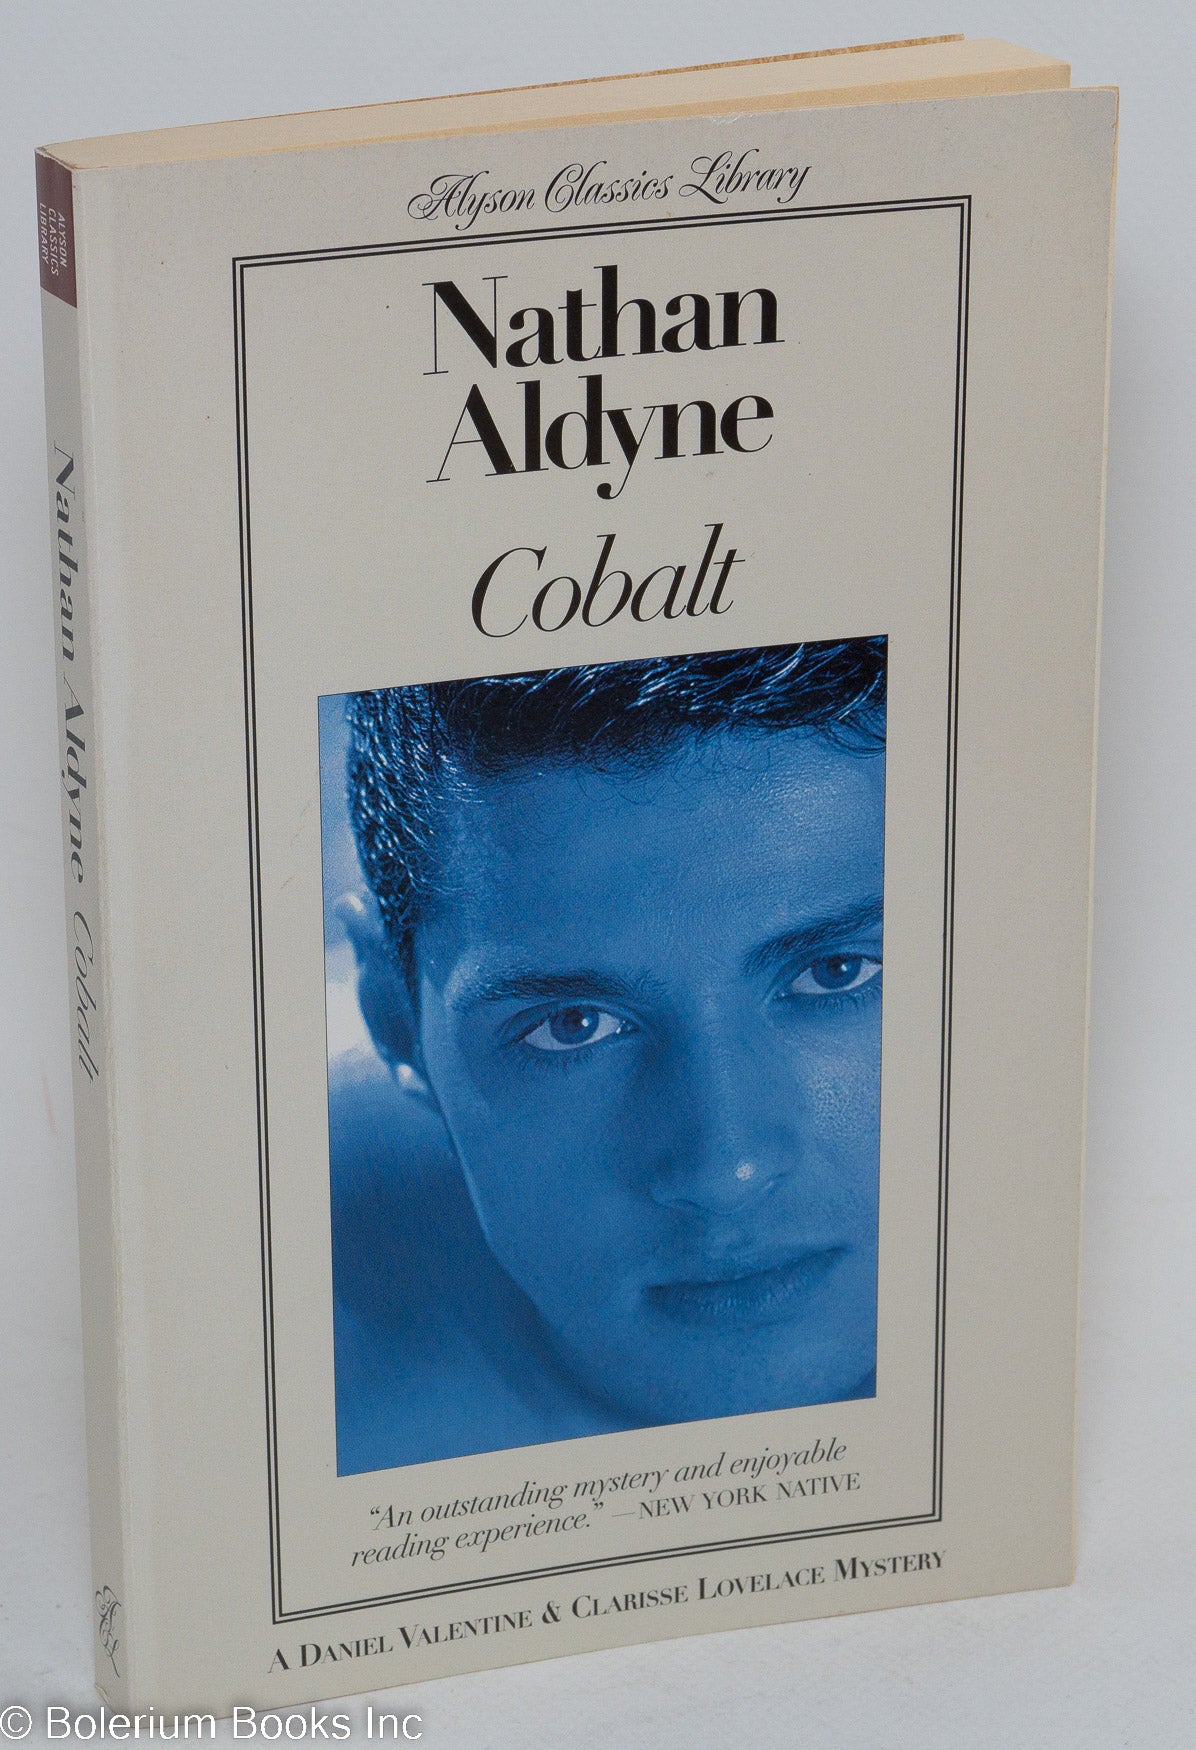 ALYSON
CLASSICS
LIBRARY
Nathan Aldyne Cobalt
Alyson Classics Library
Nathan
Aldyne
Cobalt
“An outstanding mystery and enjoyable
reading experience.” —NEW YORK NATIVE
A DANIEL VALENTINE & CLARISSE LOVELACE MYSTERY
© Bolerium Books Inc